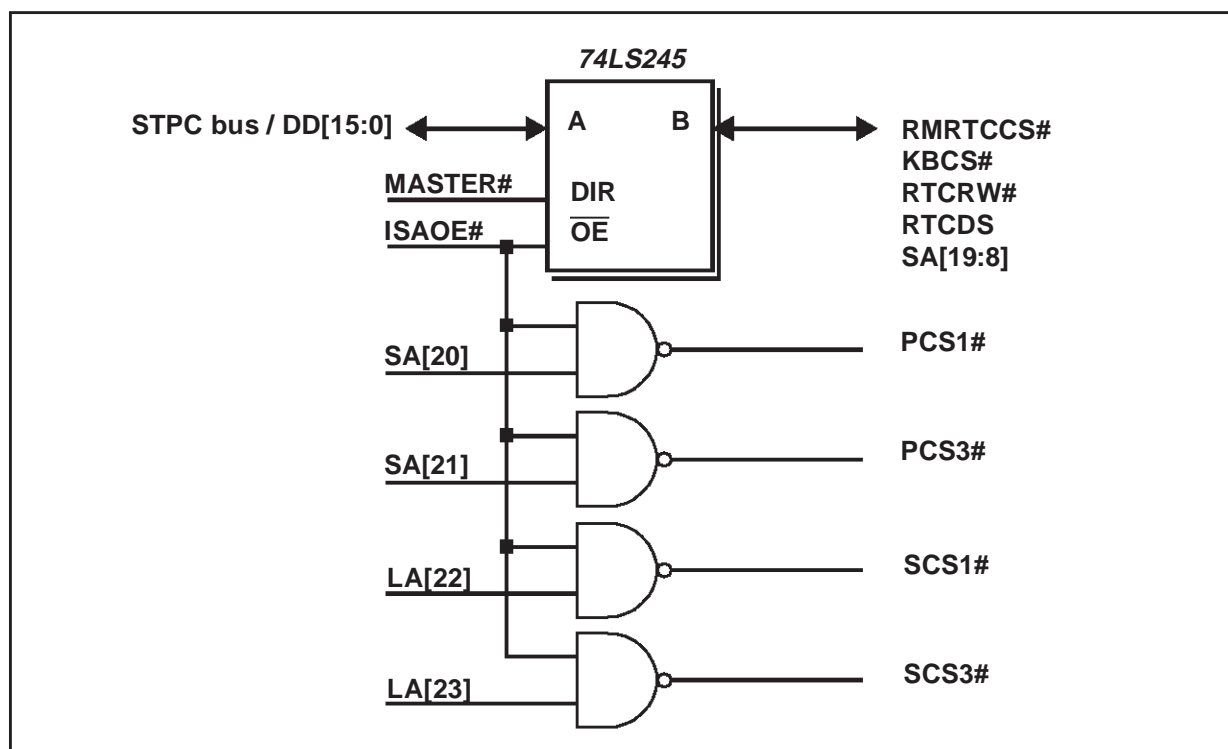 74LS245
STPC bus / DD[15:0]
A
B
RMRTCCS#
KBCS#
RTCRW#
RTCDS
SA[19:8]
MASTER#
DIR
ISAOE#
OE
SA[20]
PCS1#
SA[21]
PCS3#
LA[22]
SCS1#
LA[23]
SCS3#